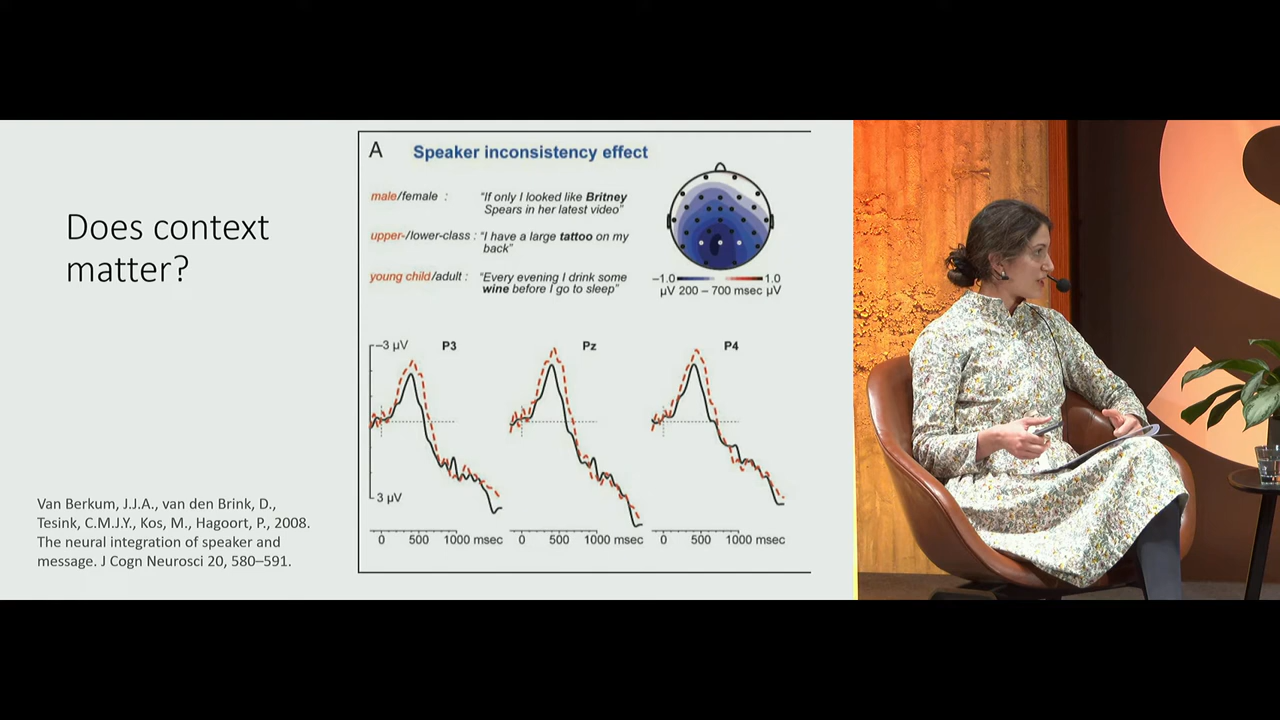 Does context
matter?
Van Berkum, J.J.A., van den Brink, D.,
Tesink, C.M.J.Y., Kos, M., Hagoort, P., 2008.
The neural integration of speaker and
message. J Cogn Neurosci 20, 580–591.
A Speaker inconsistency effect
male/female : "If only I looked like Britney
Spears in her latest video"
upper-/lower-class : "I have a large tattoo on my
back"
young child/adult : "Every evening I drink some
wine before I go to sleep"
−1.0 1.0
µV 200 – 700 msec µV
−3 µV P3 Pz P4
3 µV
0 500 1000 msec 0 500 1000 msec 0 500 1000 msec